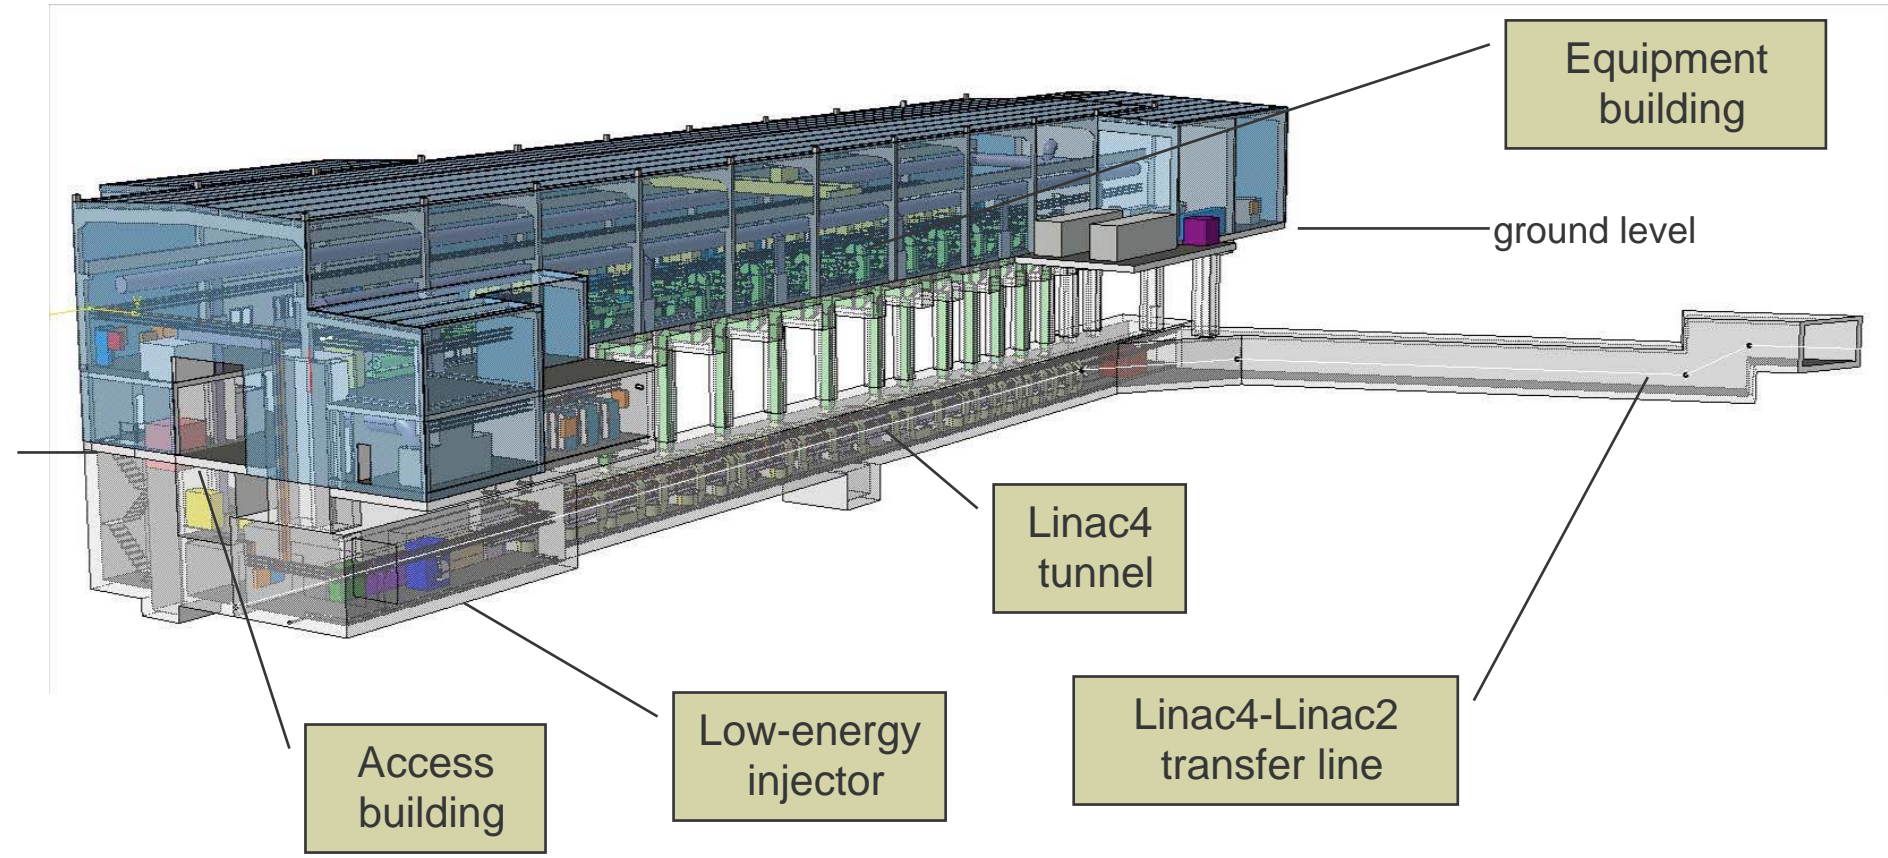 Equipment
building
ground level
Linac4
tunnel
Low-energy
injector
Linac4-Linac2
transfer line
Access
building